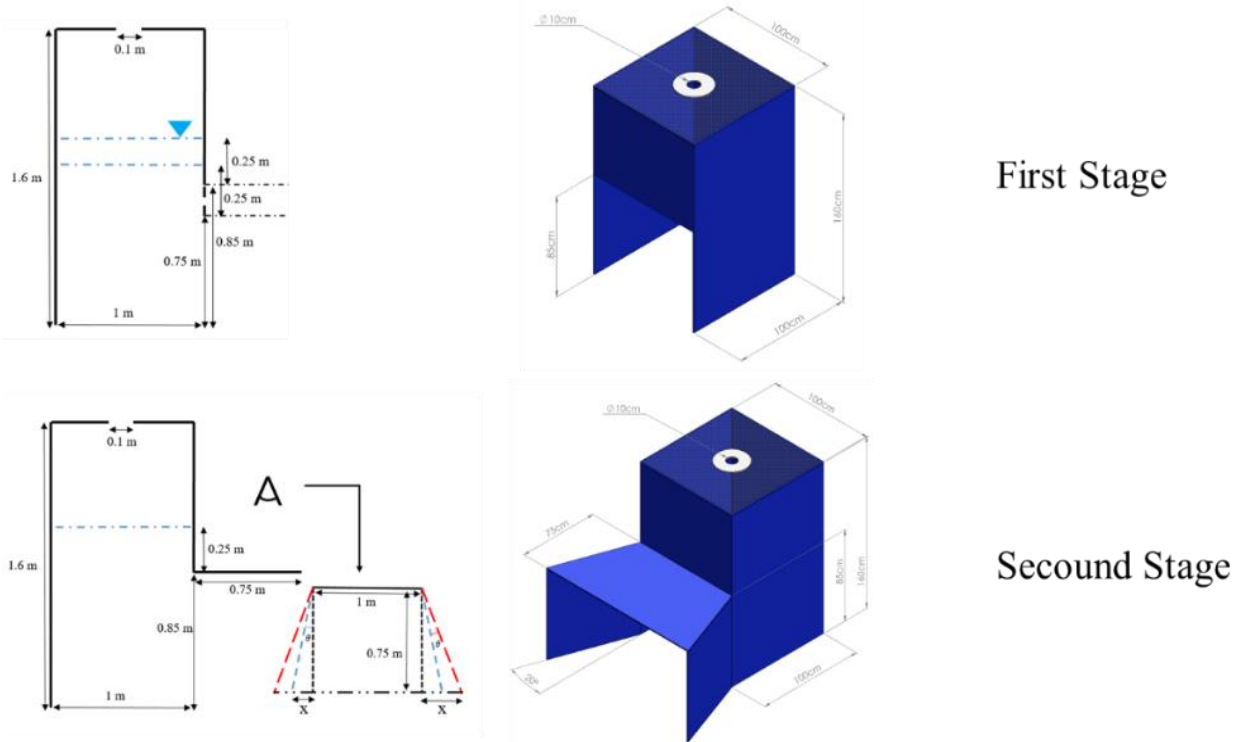 0.1 m
1.6 m
0.25 m
0.25 m
0.85 m
0.75 m
1 m
Ø10cm
100cm
85cm
160cm
100cm
First Stage
0.1 m
1.6 m
0.25 m
0.75 m
0.85 m
1 m
A
1 m
θ
θ
0.75 m
X
X
Ø10cm
100cm
75cm
85cm
160cm
20°
100cm
Secound Stage